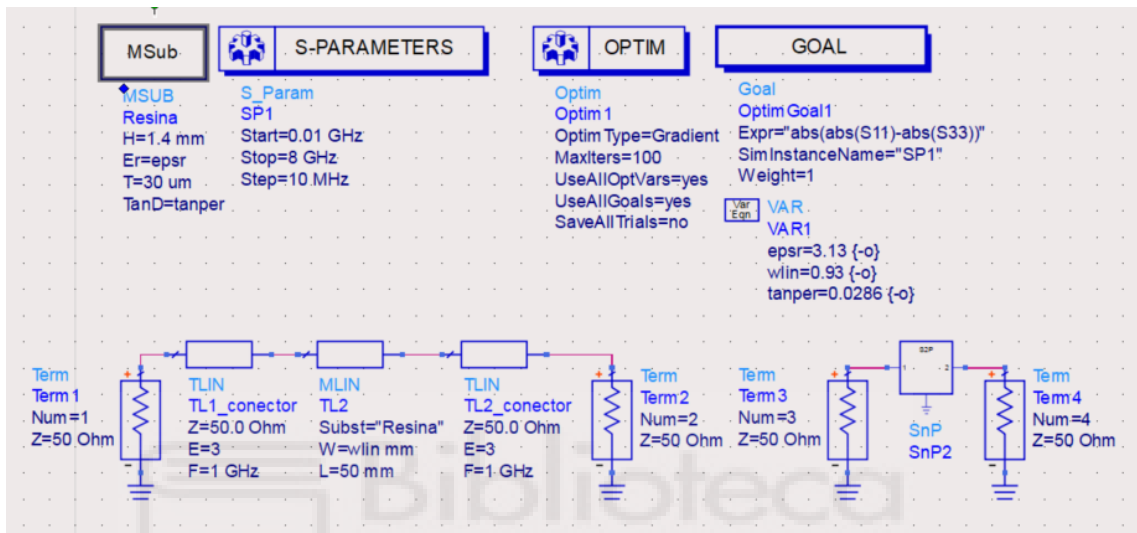 MSub
S-PARAMETERS
OPTIM
GOAL
MSUB
Resina
H=1.4 mm
Er=epsr
T=30 um
TanD=tanper
S_Param
SP1
Start=0.01 GHz
Stop=8 GHz
Step=10 MHz
Optim
Optim1
OptimType=Gradient
MaxIters=100
UseAllOptVars=yes
UseAllGoals=yes
SaveAllTrials=no
Goal
OptimGoal1
Expr="abs(abs(S11)-abs(S33))"
SimInstanceName="SP1"
Weight=1
Var
Eqn
VAR
VAR1
epsr=3.13 {-o}
wlin=0.93 {-o}
tanper=0.0286 {-o}
Term
Term1
Num=1
Z=50 Ohm
TLIN
TL1_conector
Z=50.0 Ohm
E=3
F=1 GHz
MLIN
TL2
Subst="Resina"
W=wlin mm
L=50 mm
TLIN
TL2_conector
Z=50.0 Ohm
E=3
F=1 GHz
Term
Term2
Num=2
Z=50 Ohm
Term
Term3
Num=3
Z=50 Ohm
S2P
1
2
SnP
SnP2
Term
Term4
Num=4
Z=50 Ohm
Biblioteca